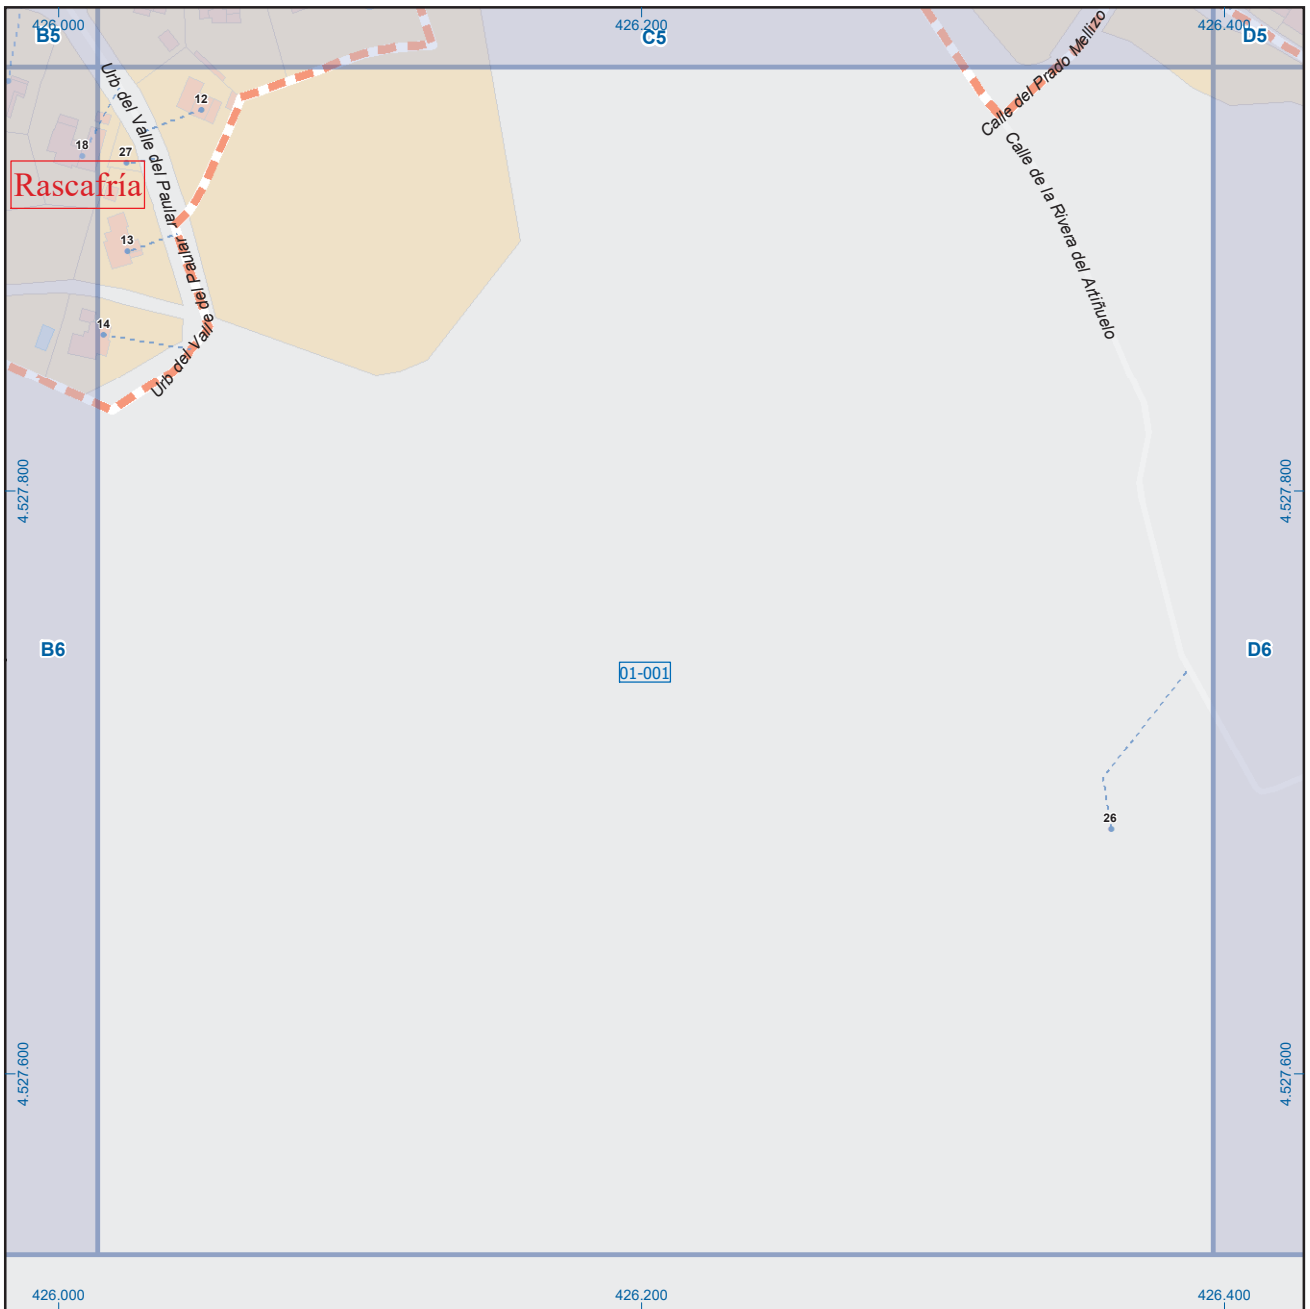 426.000
426.200
426.400
B5
C5
D5
Urb del Valle del Paular
12
Calle del Prado Mellizo
18
27
Rascafría
Calle de la Rivera del Artiñuelo
13
14
Urb del Valle del Paular
4.527.800
4.527.800
B6
01-001
D6
26
4.527.600
4.527.600
426.000
426.200
426.400